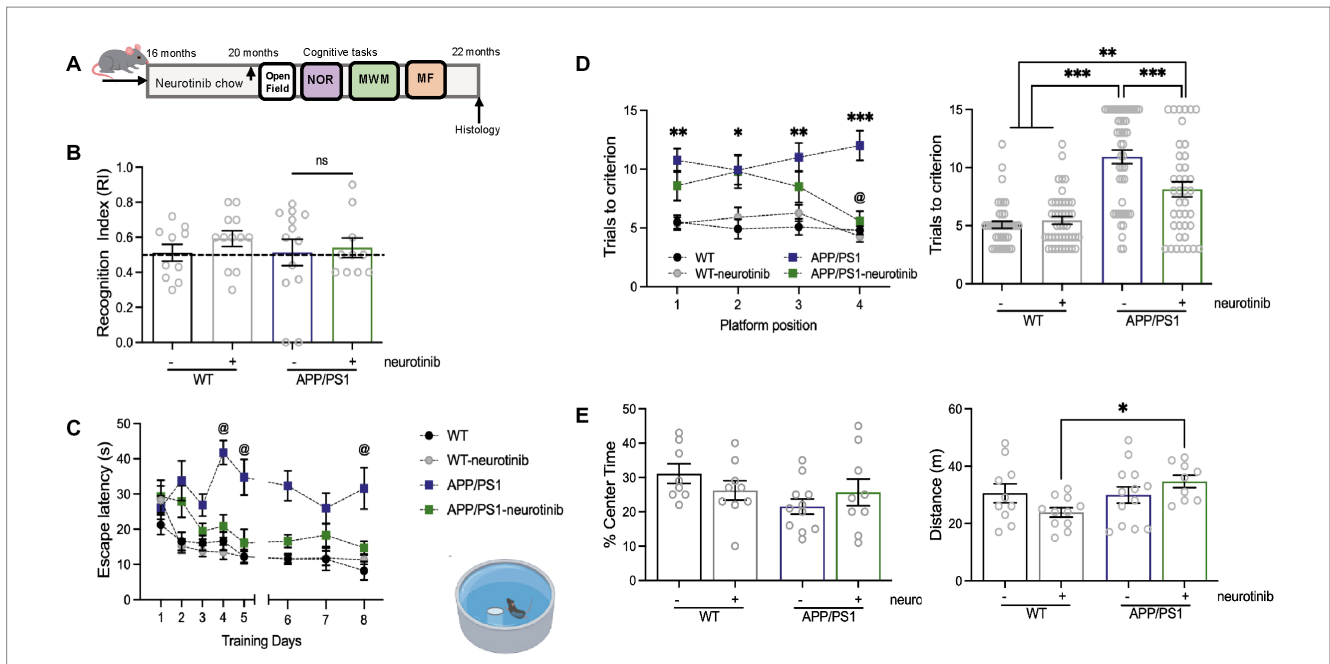 A
16 months
20 months
Cognitive tasks
22 months
Neurotinib chow
Open
Field
NOR
MWM
MF
Histology
B
Recognition Index (RI)
1.0
0.8
0.6
0.4
0.2
0.0
ns
- + - + neurotinib
WT APP/PS1
C
Escape latency (s)
50
40
30
20
10
0
@ @ @
1 2 3 4 5 6 7 8
Training Days
WT
WT-neurotinib
APP/PS1
APP/PS1-neurotinib
D
Trials to criterion
15
10
5
0
** * ** ***
@
WT
WT-neurotinib
APP/PS1
APP/PS1-neurotinib
1 2 3 4
Platform position
Trials to criterion
15
10
5
0
**
*** ***
- + - + neurotinib
WT APP/PS1
E
% Center Time
50
40
30
20
10
0
- + - + neuro
WT APP/PS1
Distance (m)
60
40
20
0
*
- + - + neurotinib
WT APP/PS1